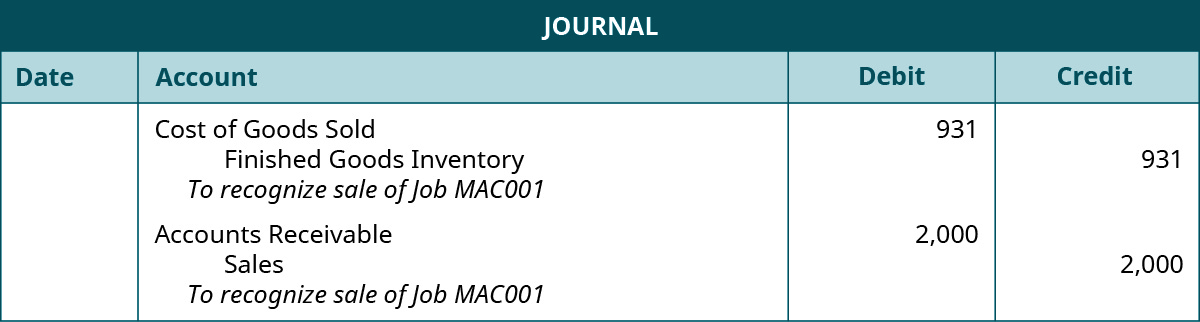 JOURNAL
Date Account Debit Credit
Cost of Goods Sold 931
Finished Goods Inventory 931
To recognize sale of Job MAC001
Accounts Receivable 2,000
Sales 2,000
To recognize sale of Job MAC001